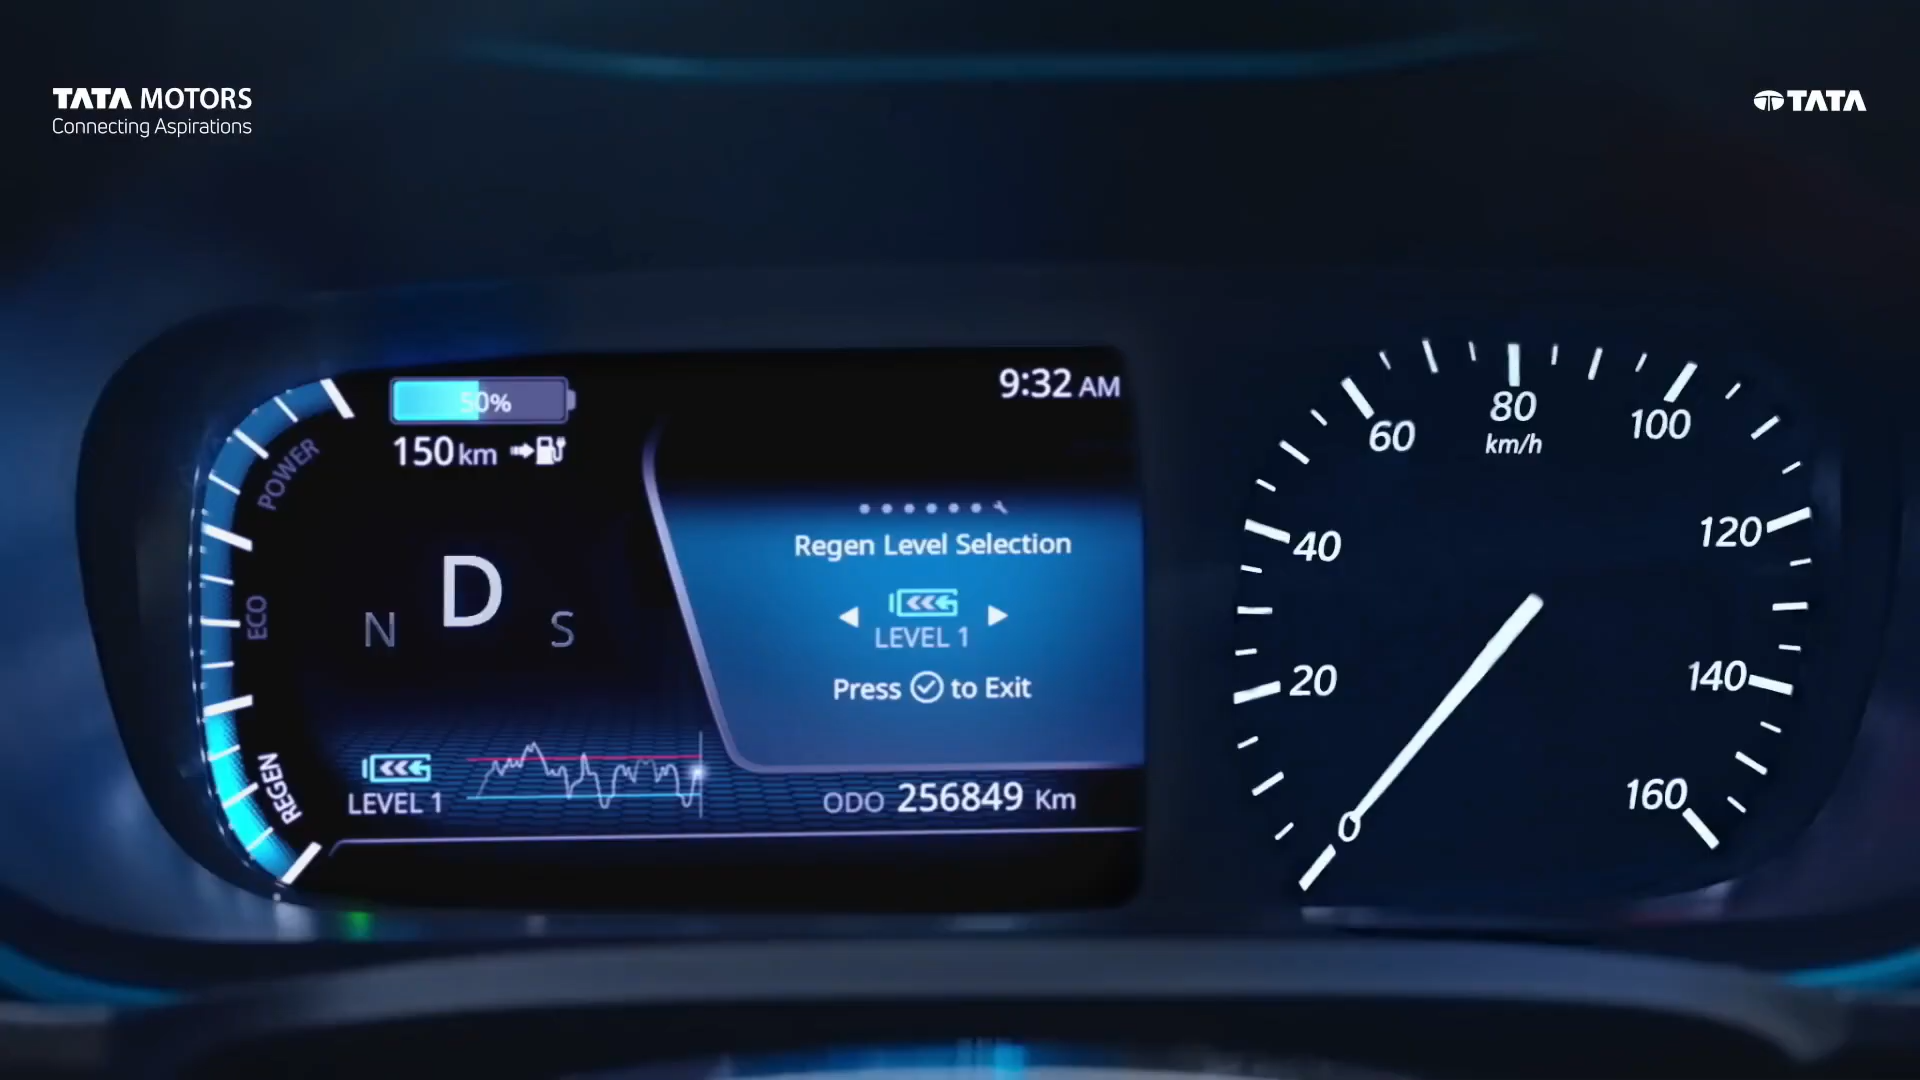 TATA MOTORS
Connecting Aspirations
TATA
50%
150 km
9:32 AM
POWER
ECO
REGEN
N D S
Regen Level Selection
LEVEL 1
Press to Exit
LEVEL 1
ODO 256849 Km
0
20
40
60
80
km/h
100
120
140
160